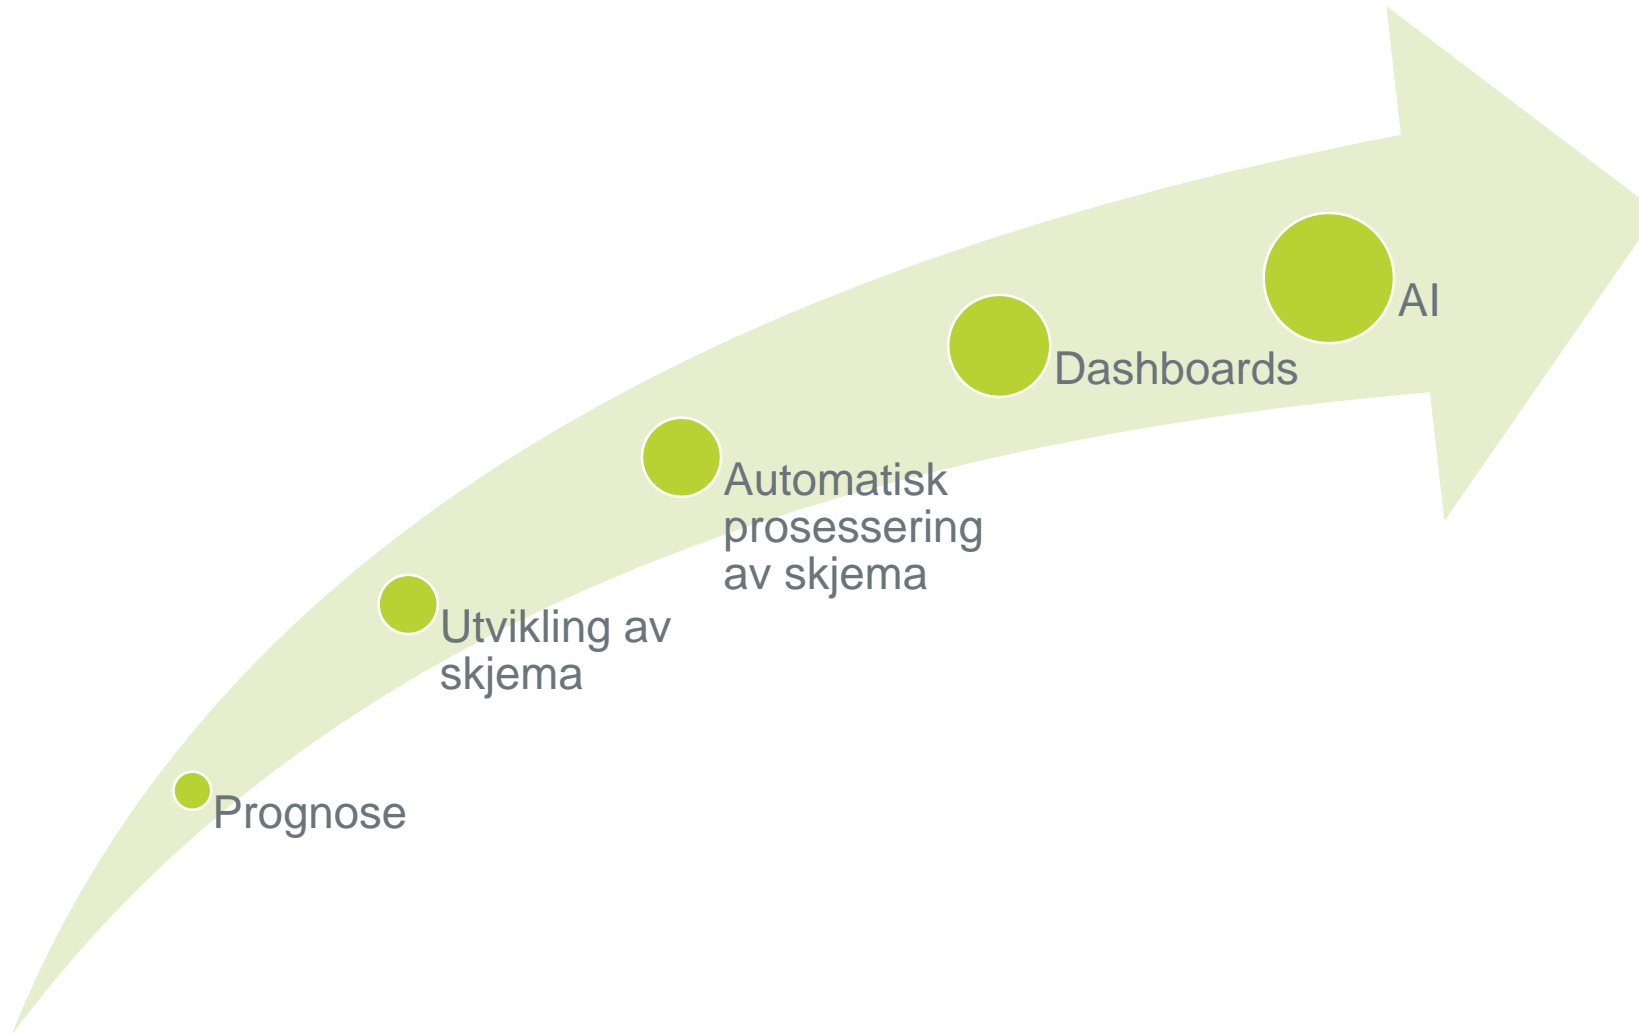 Prognose
Utvikling av
skjema
Automatisk
prosessering
av skjema
Dashboards
AI